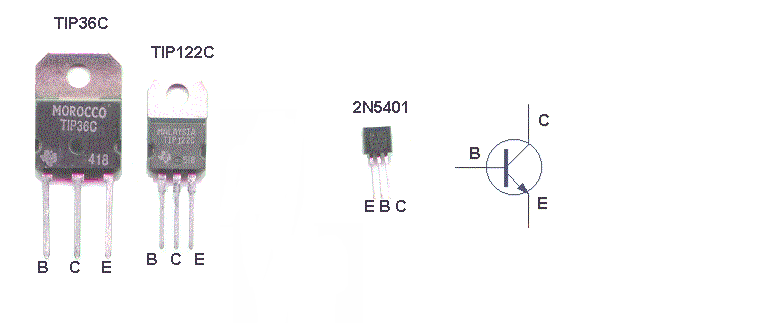 TIP36C
TIP122C
2N5401
MOROCCO
TIP36C
418
MALAYSIA
TIP122C
B C E
B C E
E B C
C
B
E